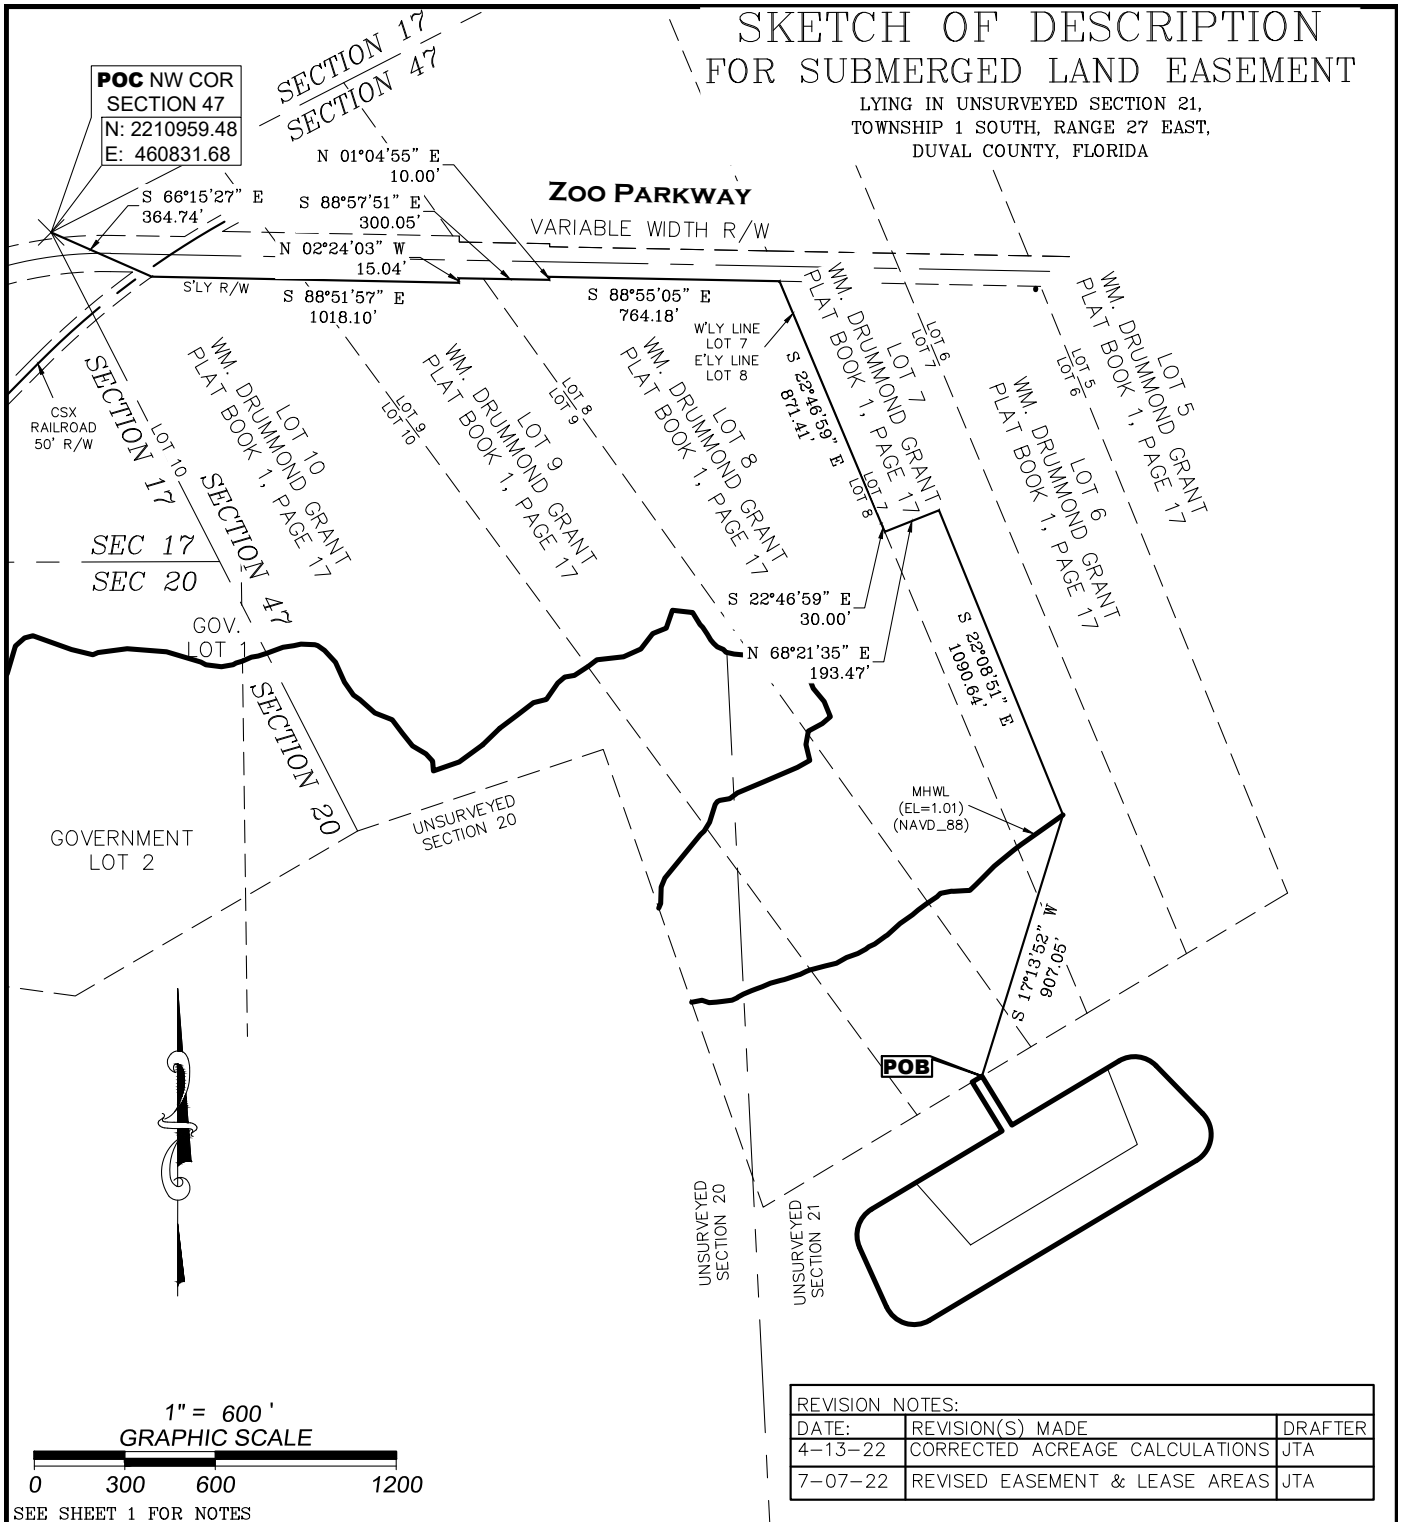 SKETCH OF DESCRIPTION
FOR SUBMERGED LAND EASEMENT
LYING IN UNSURVEYED SECTION 21,
TOWNSHIP 1 SOUTH, RANGE 27 EAST,
DUVAL COUNTY, FLORIDA
SECTION 17
SECTION 47
POC NW COR
SECTION 47
N: 2210959.48
E: 460831.68
S 66°15'27" E
364.74'
N 01°04'55" E
10.00'
S 88°57'51" E
300.05'
N 02°24'03" W
15.04'
ZOO PARKWAY
VARIABLE WIDTH R/W
S'LY R/W
S 88°51'57" E
1018.10'
S 88°55'05" E
764.18'
W'LY LINE
LOT 7
E'LY LINE
LOT 8
S 22°46'59" E
871.41'
CSX
RAILROAD
50' R/W
SECTION 17
LOT 10
SECTION 47
LOT 10
WM. DRUMMOND GRANT
PLAT BOOK 1, PAGE 17
LOT 9
LOT 10
LOT 9
WM. DRUMMOND GRANT
PLAT BOOK 1, PAGE 17
LOT 8
LOT 9
LOT 8
WM. DRUMMOND GRANT
PLAT BOOK 1, PAGE 17
LOT 7
LOT 8
LOT 7
WM. DRUMMOND GRANT
PLAT BOOK 1, PAGE 17
LOT 6
LOT 7
LOT 6
WM. DRUMMOND GRANT
PLAT BOOK 1, PAGE 17
LOT 5
LOT 6
LOT 5
WM. DRUMMOND GRANT
PLAT BOOK 1, PAGE 17
SEC 17
SEC 20
GOV.
LOT 1
SECTION 20
S 22°46'59" E
30.00'
N 68°21'35" E
193.47'
S 22°08'51" E
1090.64'
MHWL
(EL=1.01)
(NAVD_88)
GOVERNMENT
LOT 2
UNSURVEYED
SECTION 20
S 17°13'52" W
907.05'
POB
UNSURVEYED
SECTION 20
UNSURVEYED
SECTION 21
1" = 600 '
GRAPHIC SCALE
0 300 600 1200
SEE SHEET 1 FOR NOTES
REVISION NOTES:
DATE: REVISION(S) MADE DRAFTER
4-13-22 CORRECTED ACREAGE CALCULATIONS JTA
7-07-22 REVISED EASEMENT & LEASE AREAS JTA